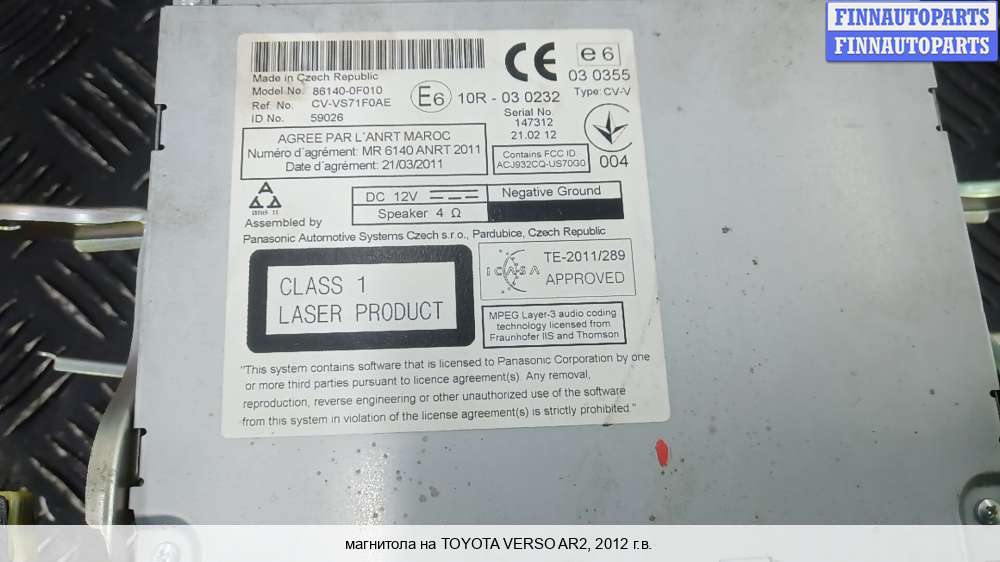 FINNAUTOPARTS
FINNAUTOPARTS
Made in Czech Republic
Model No. 86140-0F010
Ref. No. CV-VS71F0AE
ID No. 59026
E6 10R - 03 0232
CE
e6
03 0355
Type: CV-V
Serial No.
147312
21.02 12
004
AGREE PAR L´ANRT MAROC
Numéro d´agrément: MR 6140 ANRT 2011
Date d´agrément: 21/03/2011
Contains FCC ID
ACJ932CQ-US70G0
DC 12V
Negative Ground
Speaker 4 Ω
Assembled by
Panasonic Automotive Systems Czech s.r.o., Pardubice, Czech Republic
CLASS 1
LASER PRODUCT
ICASA
TE-2011/289
APPROVED
MPEG Layer-3 audio coding
technology licensed from
Fraunhofer IIS and Thomson
"This system contains software that is licensed to Panasonic Corporation by one
or more third parties pursuant to licence agreement(s). Any removal,
reproduction, reverse engineering or other unauthorized use of the software
from this system in violation of the license agreement(s) is strictly prohibited."
магнитола на TOYOTA VERSO AR2, 2012 г.в.